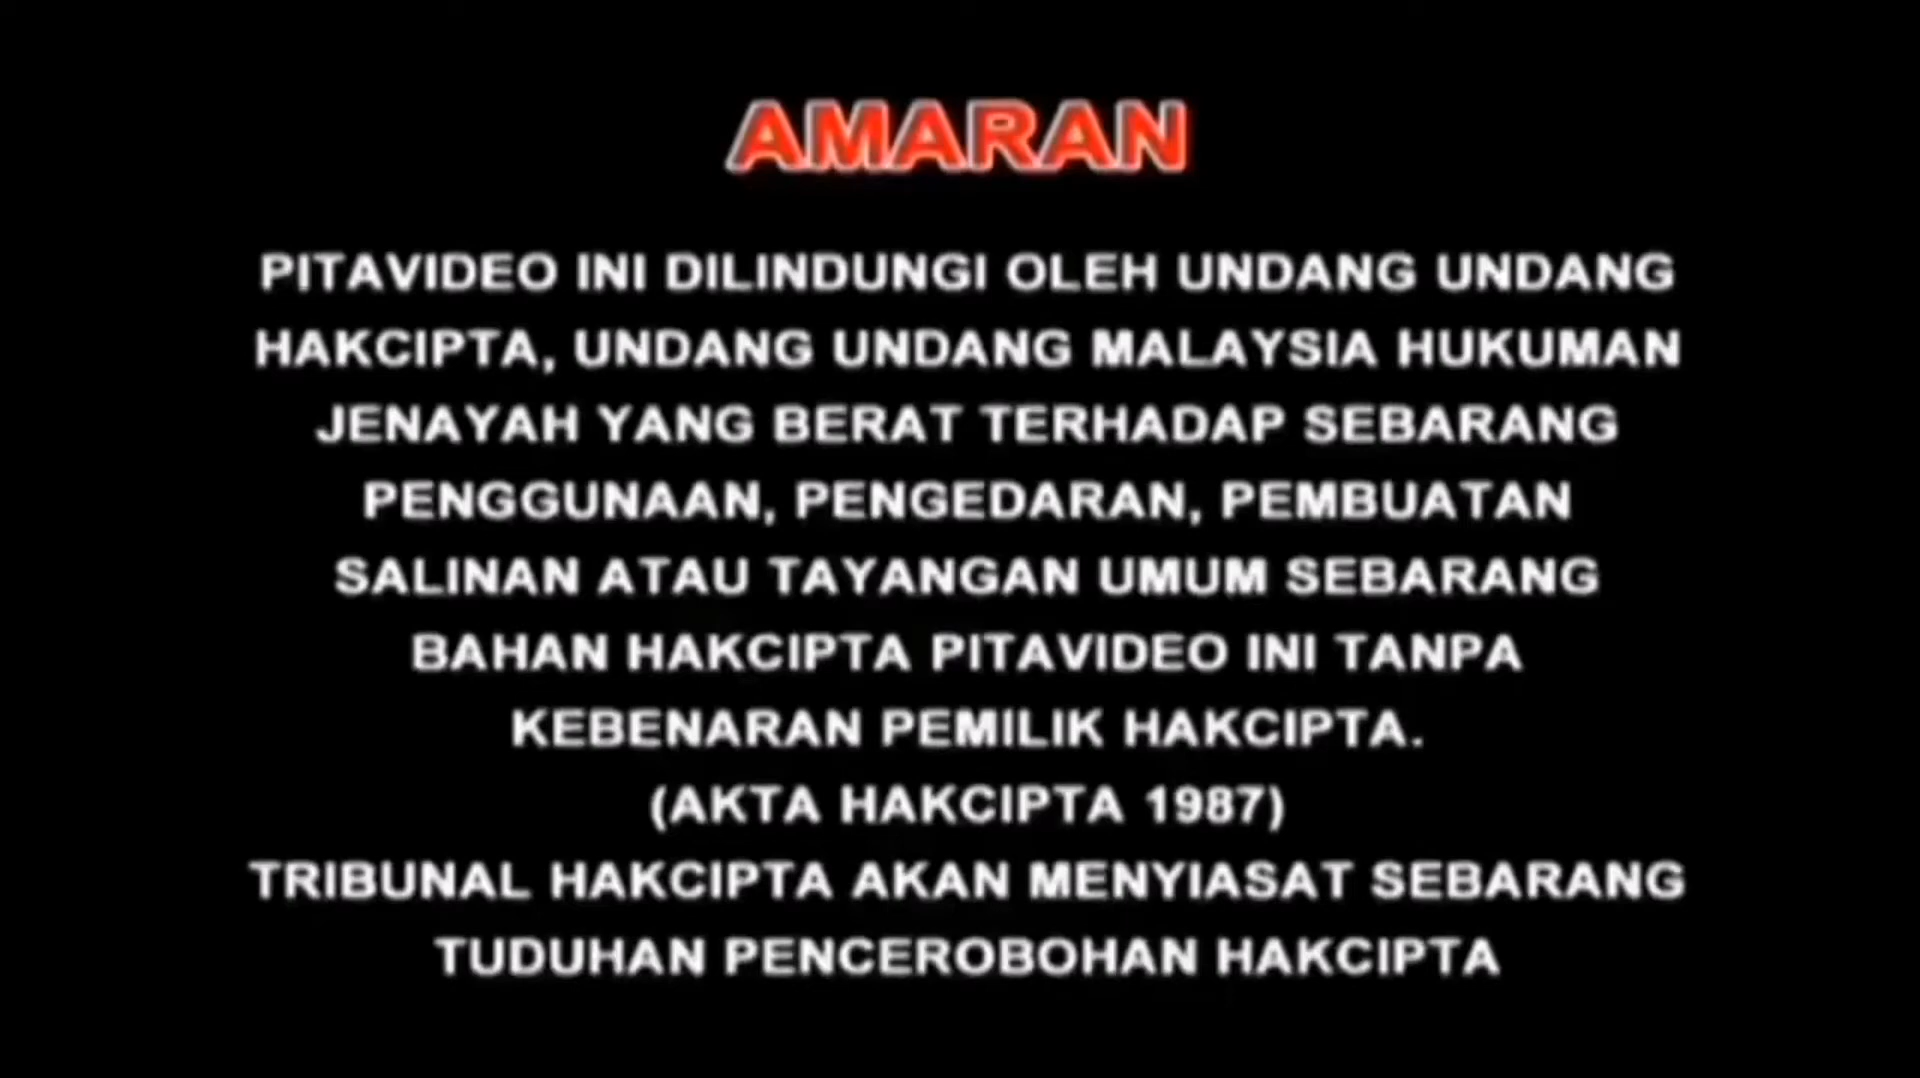 AMARAN
PITAVIDEO INI DILINDUNGI OLEH UNDANG UNDANG
HAKCIPTA, UNDANG UNDANG MALAYSIA HUKUMAN
JENAYAH YANG BERAT TERHADAP SEBARANG
PENGGUNAAN, PENGEDARAN, PEMBUATAN
SALINAN ATAU TAYANGAN UMUM SEBARANG
BAHAN HAKCIPTA PITAVIDEO INI TANPA
KEBENARAN PEMILIK HAKCIPTA.
(AKTA HAKCIPTA 1987)
TRIBUNAL HAKCIPTA AKAN MENYIASAT SEBARANG
TUDUHAN PENCEROBOHAN HAKCIPTA